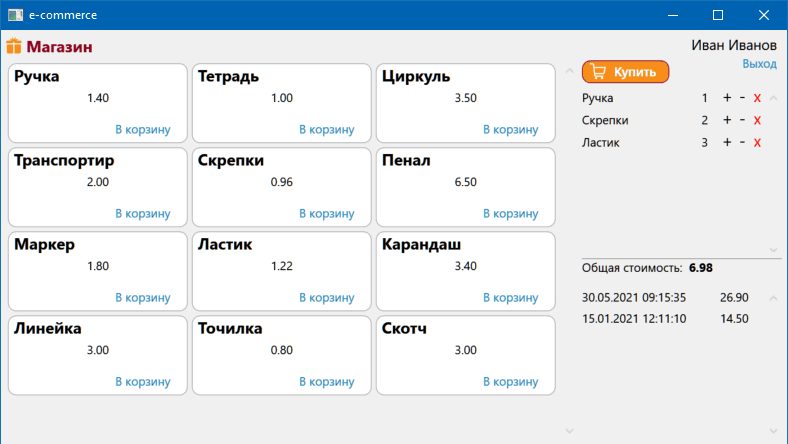 e-commerce
Магазин
Иван Иванов
Выход
Ручка
1.40
В корзину
Тетрадь
1.00
В корзину
Циркуль
3.50
В корзину
Транспортир
2.00
В корзину
Скрепки
0.96
В корзину
Пенал
6.50
В корзину
Маркер
1.80
В корзину
Ластик
1.22
В корзину
Карандаш
3.40
В корзину
Линейка
3.00
В корзину
Точилка
0.80
В корзину
Скотч
3.00
В корзину
Купить
Ручка 1 + - X
Скрепки 2 + - X
Ластик 3 + - X
Общая стоимость: 6.98
30.05.2021 09:15:35 26.90
15.01.2021 12:11:10 14.50